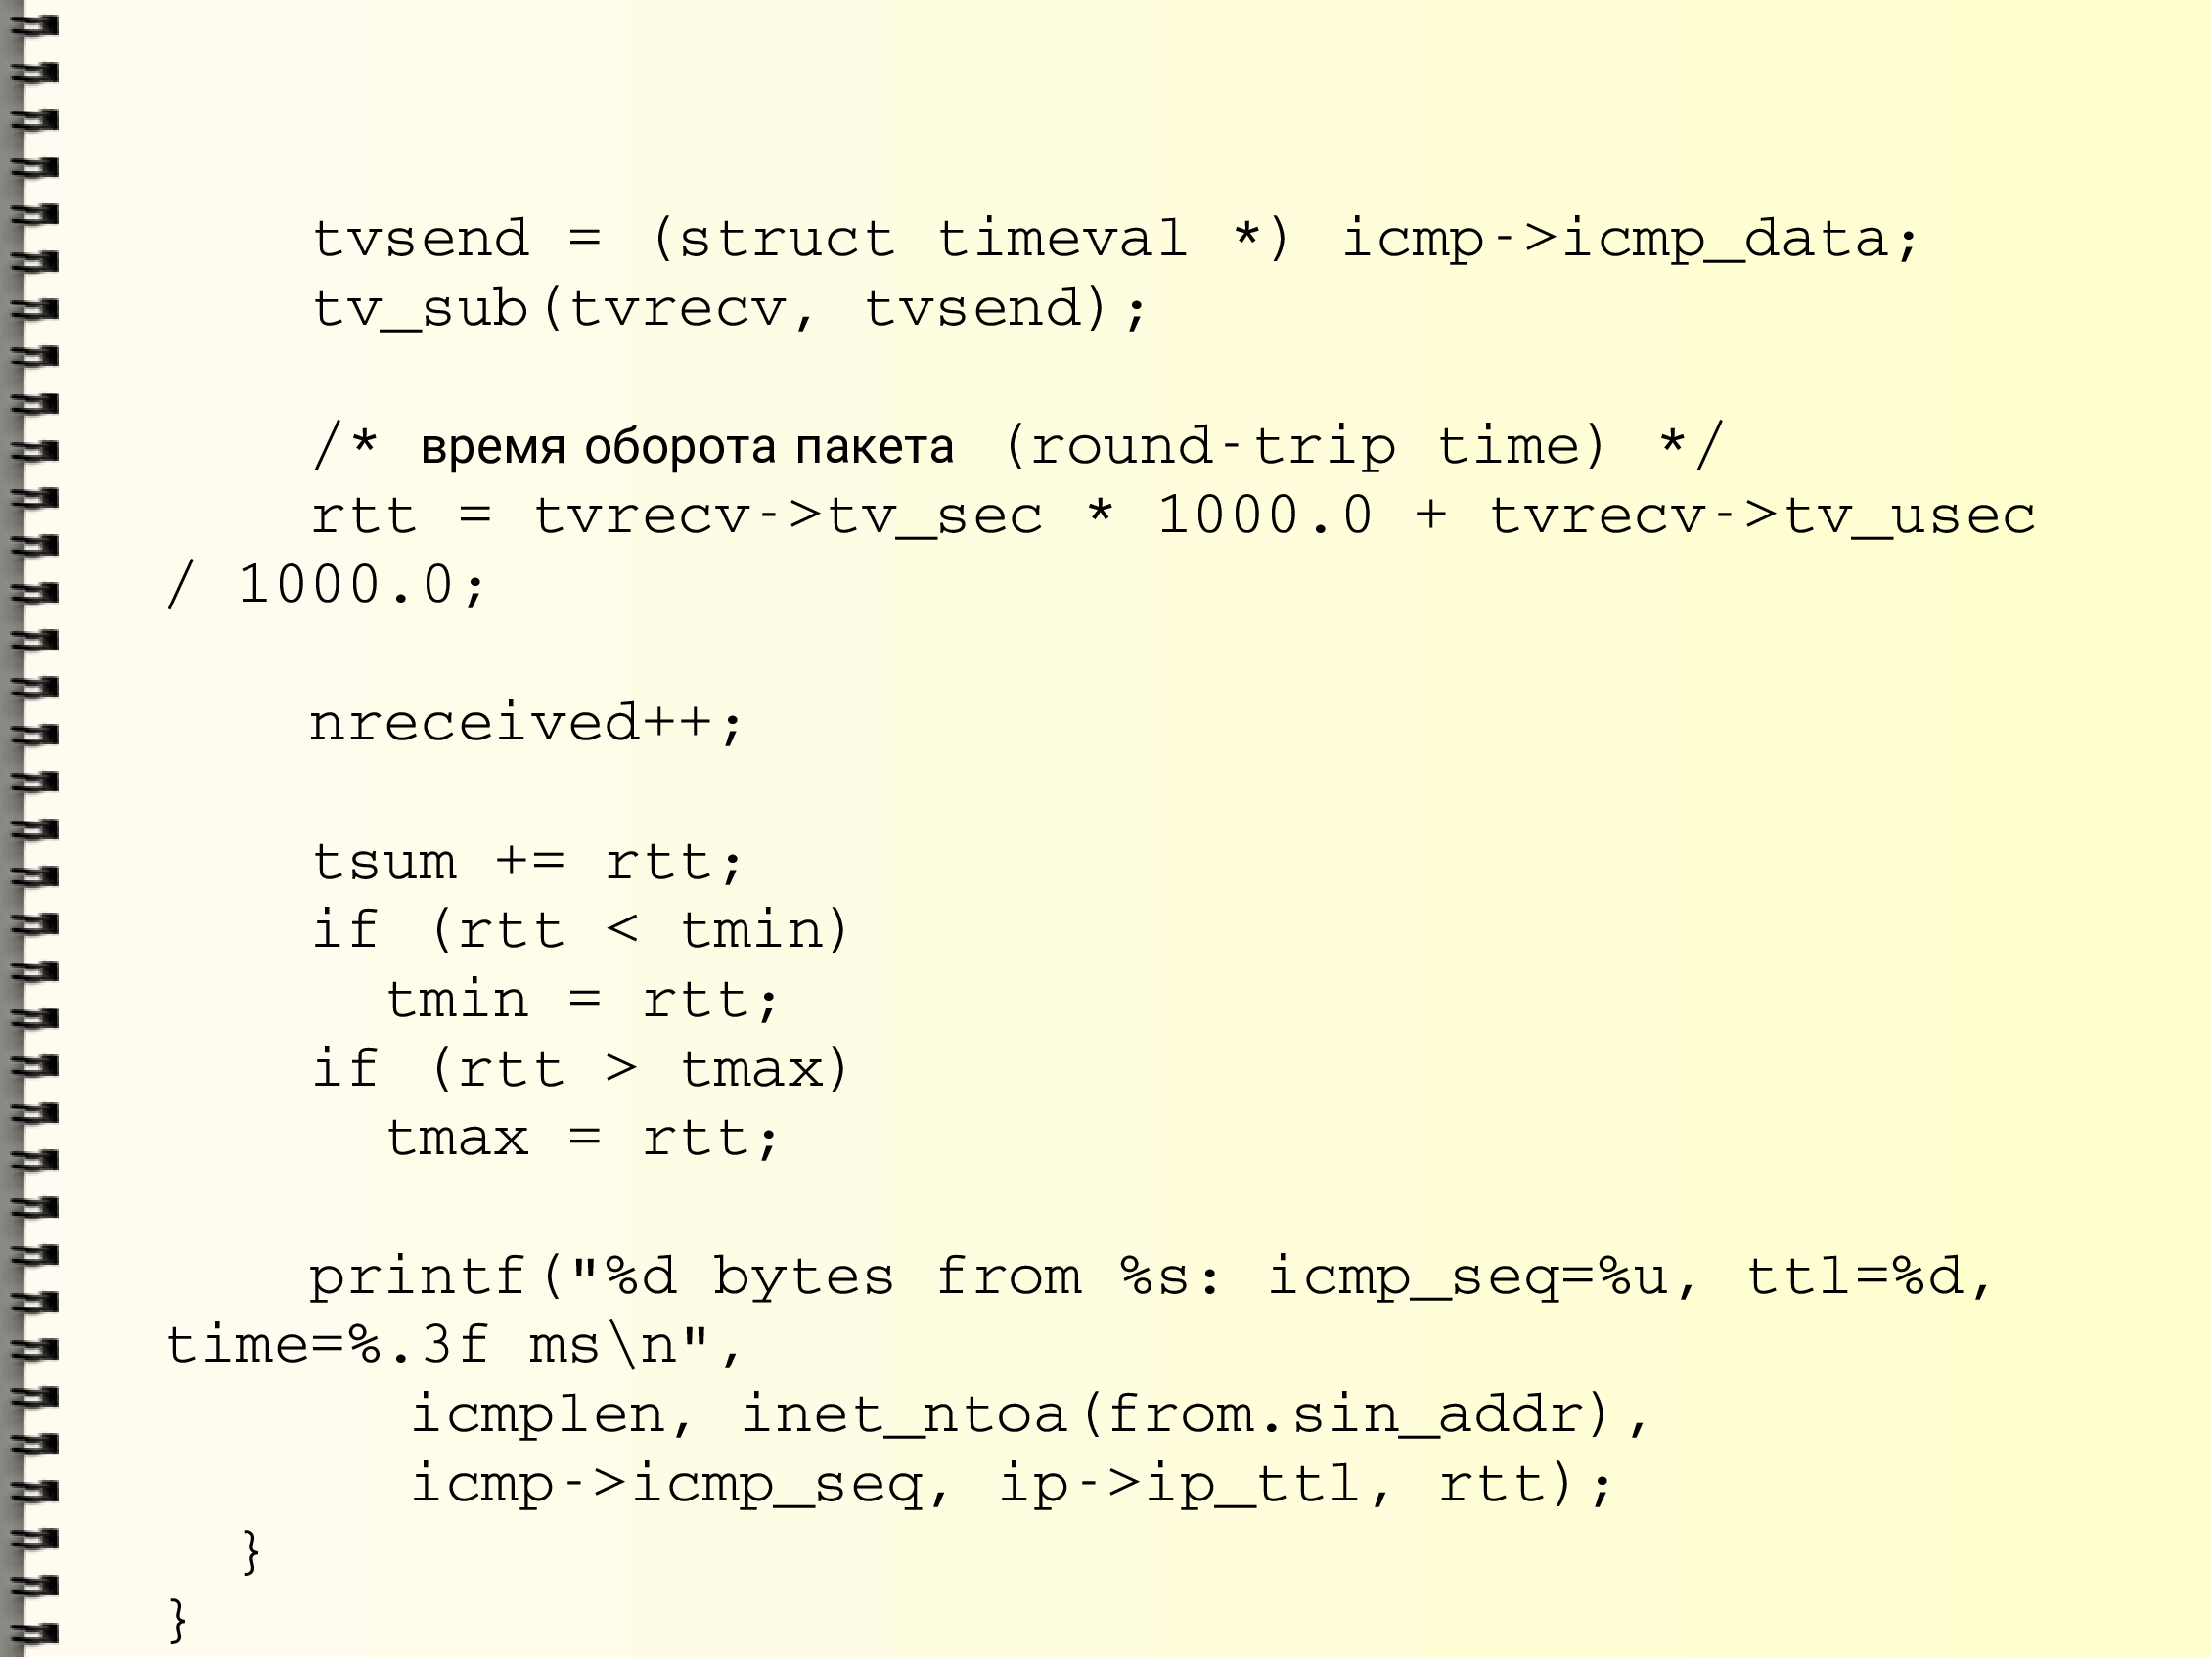 tvsend = (struct timeval *) icmp->icmp_data;
tv_sub(tvrecv, tvsend);
/* время оборота пакета (round-trip time) */
rtt = tvrecv->tv_sec * 1000.0 + tvrecv->tv_usec
/ 1000.0;
nreceived++;
tsum += rtt;
if (rtt < tmin)
tmin = rtt;
if (rtt > tmax)
tmax = rtt;
printf("%d bytes from %s: icmp_seq=%u, ttl=%d,
time=%.3f ms\n",
icmplen, inet_ntoa(from.sin_addr),
icmp->icmp_seq, ip->ip_ttl, rtt);
}
}